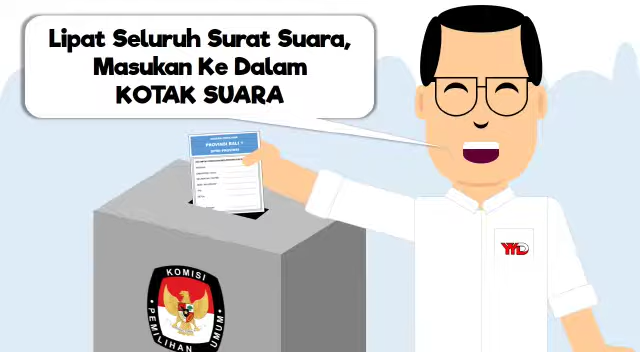 Lipat Seluruh Surat Suara,
Masukan Ke Dalam
KOTAK SUARA
PROVINSI BALI
KOMISI
PEMILIHAN UMUM